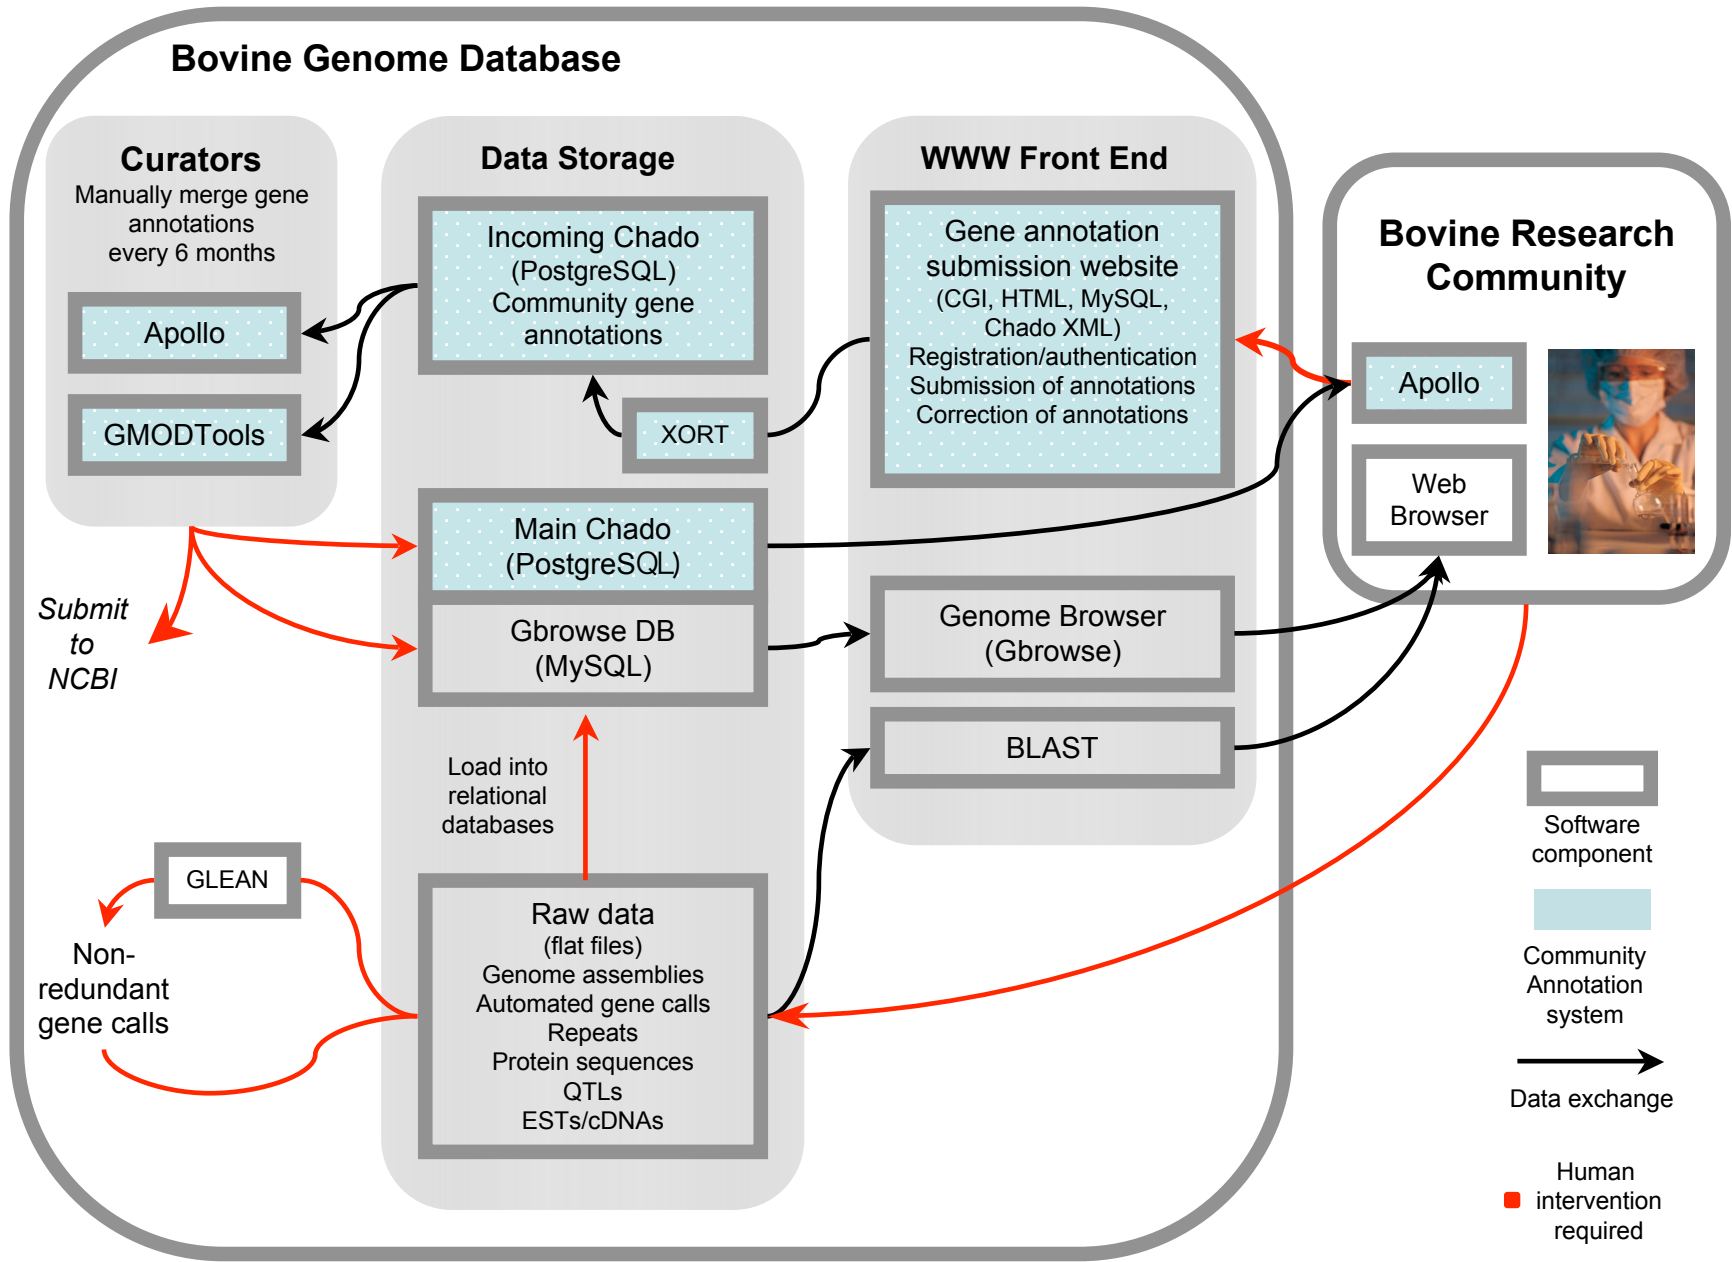 Bovine Genome Database
Curators
Manually merge gene
annotations
every 6 months
Apollo
GMODTools
Submit
to
NCBI
GLEAN
Non-
redundant
gene calls
Data Storage
Incoming Chado
(PostgreSQL)
Community gene
annotations
XORT
Main Chado
(PostgreSQL)
Gbrowse DB
(MySQL)
Load into
relational
databases
Raw data
(flat files)
Genome assemblies
Automated gene calls
Repeats
Protein sequences
QTLs
ESTs/cDNAs
WWW Front End
Gene annotation
submission website
(CGI, HTML, MySQL,
Chado XML)
Registration/authentication
Submission of annotations
Correction of annotations
Genome Browser
(Gbrowse)
BLAST
Bovine Research
Community
Apollo
Web
Browser
Software
component
Community
Annotation
system
Data exchange
Human
intervention
required